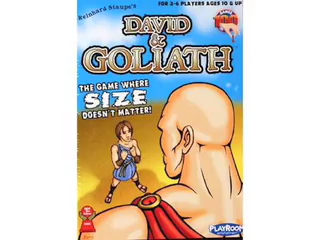 Reinhard Staupe's
FOR 3-6 PLAYERS AGES 10 & UP
DAVID
&
GOLIATH
THE GAME WHERE
SIZE
DOESN'T MATTER!
PLAYROOM